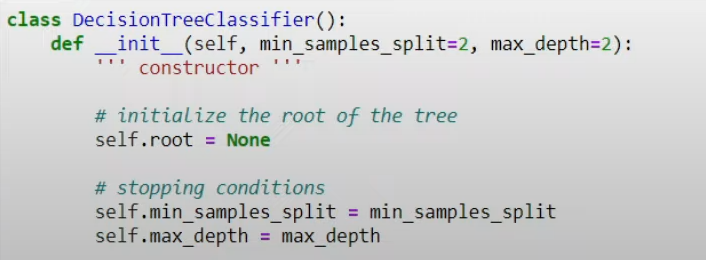 class DecisionTreeClassifier():
    def __init__(self, min_samples_split=2, max_depth=2):
        ''' constructor '''
        # initialize the root of the tree
        self.root = None
        # stopping conditions
        self.min_samples_split = min_samples_split
        self.max_depth = max_depth